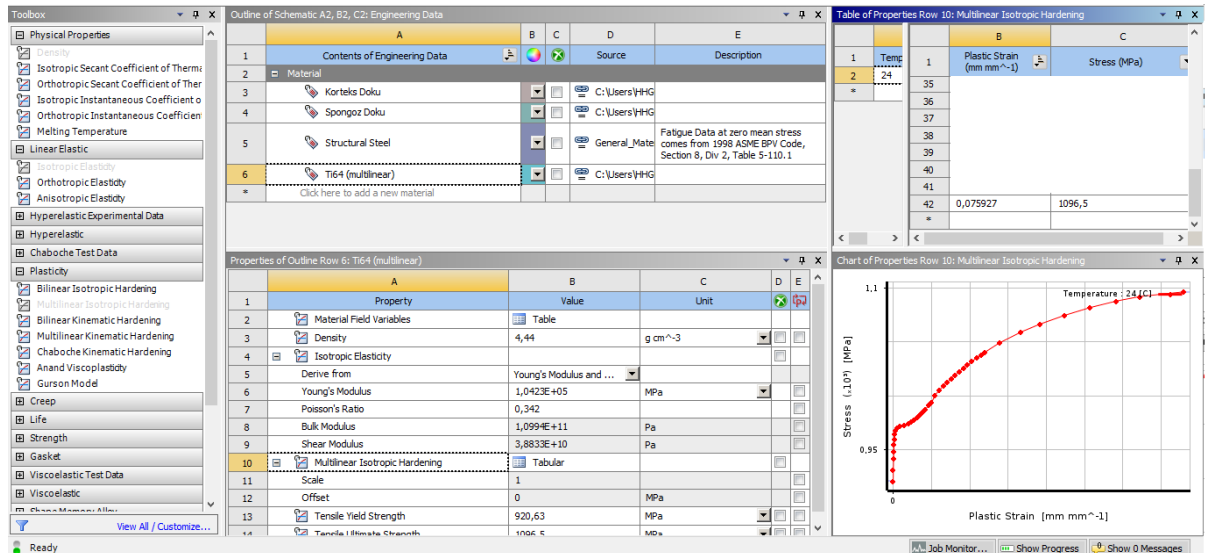 Toolbox
Physical Properties
Density
Isotropic Secant Coefficient of Therma
Orthotropic Secant Coefficient of Ther
Isotropic Instantaneous Coefficient o
Orthotropic Instantaneous Coefficien
Melting Temperature
Linear Elastic
Isotropic Elasticity
Orthotropic Elasticity
Anisotropic Elasticity
Hyperelastic Experimental Data
Hyperelastic
Chaboche Test Data
Plasticity
Bilinear Isotropic Hardening
Multilinear Isotropic Hardening
Bilinear Kinematic Hardening
Multilinear Kinematic Hardening
Chaboche Kinematic Hardening
Anand Viscoplasticity
Gurson Model
Creep
Life
Strength
Gasket
Viscoelastic Test Data
Viscoelastic
Shape Memory Alloy
View All / Customize...
Outline of Schematic A2, B2, C2: Engineering Data
A B C D E
1 Contents of Engineering Data Source Description
2 Material
3 Korteks Doku C:\Users\HHG
4 Spongoz Doku C:\Users\HHG
5 Structural Steel General_Mate Fatigue Data at zero mean stress
comes from 1998 ASME BPV Code,
Section 8, Div 2, Table 5-110.1
6 Ti64 (multilinear) C:\Users\HHG
* Click here to add a new material
Properties of Outline Row 6: Ti64 (multilinear)
A B C D E
1 Property Value Unit
2 Material Field Variables Table
3 Density 4,44 g cm^-3
4 Isotropic Elasticity
5 Derive from Young's Modulus and ...
6 Young's Modulus 1,0423E+05 MPa
7 Poisson's Ratio 0,342
8 Bulk Modulus 1,0994E+11 Pa
9 Shear Modulus 3,8833E+10 Pa
10 Multilinear Isotropic Hardening Tabular
11 Scale 1
12 Offset 0 MPa
13 Tensile Yield Strength 920,63 MPa
14 Tensile Ultimate Strength 1096,5 MPa
Table of Properties Row 10: Multilinear Isotropic Hardening
1 Temp
2 24
*
B C
1 Plastic Strain (mm mm^-1) Stress (MPa)
35
36
37
38
39
40
41
42 0,075927 1096,5
*
Chart of Properties Row 10: Multilinear Isotropic Hardening
Temperature : 24 [C]
1,1
0,95
0
Stress (.10³) [MPa]
Plastic Strain [mm mm^-1]
Ready
Job Monitor... Show Progress Show 0 Messages